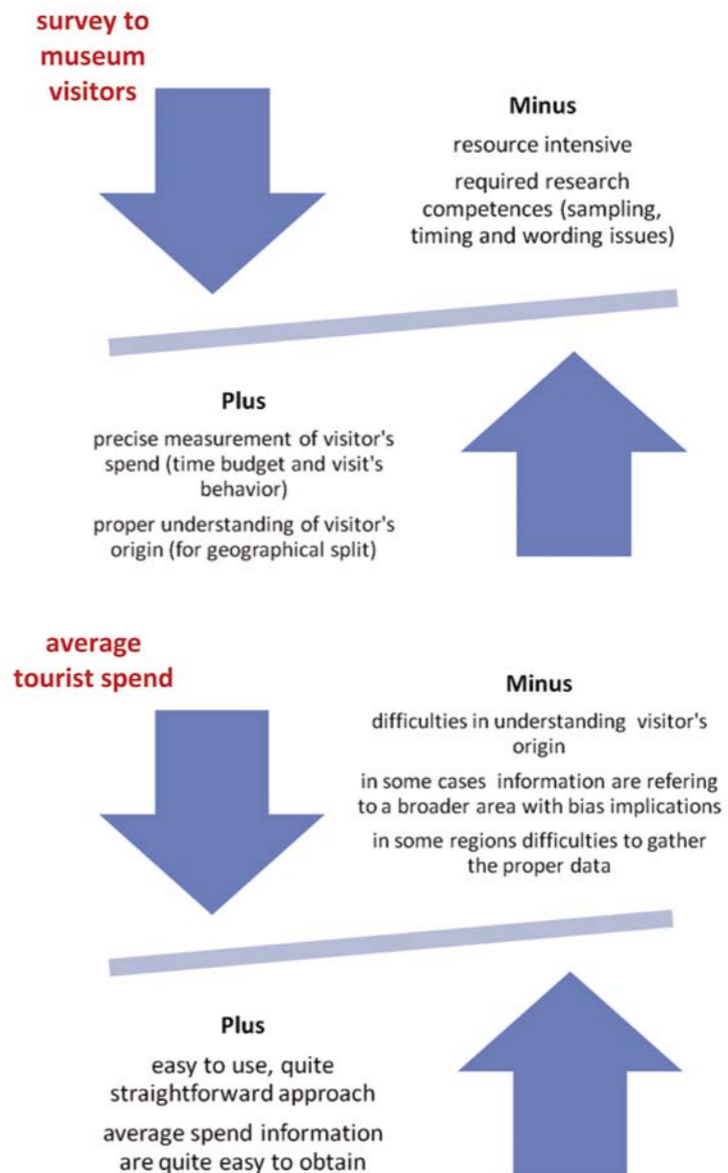 survey to
museum
visitors
Minus
resource intensive
required research
competences (sampling,
timing and wording issues)
Plus
precise measurement of visitor's
spend (time budget and visit's
behavior)
proper understanding of visitor's
origin (for geographical split)
average
tourist spend
Minus
difficulties in understanding visitor's
origin
in some cases information are refering
to a broader area with bias implications
in some regions difficulties to gather
the proper data
Plus
easy to use, quite
straightforward approach
average spend information
are quite easy to obtain